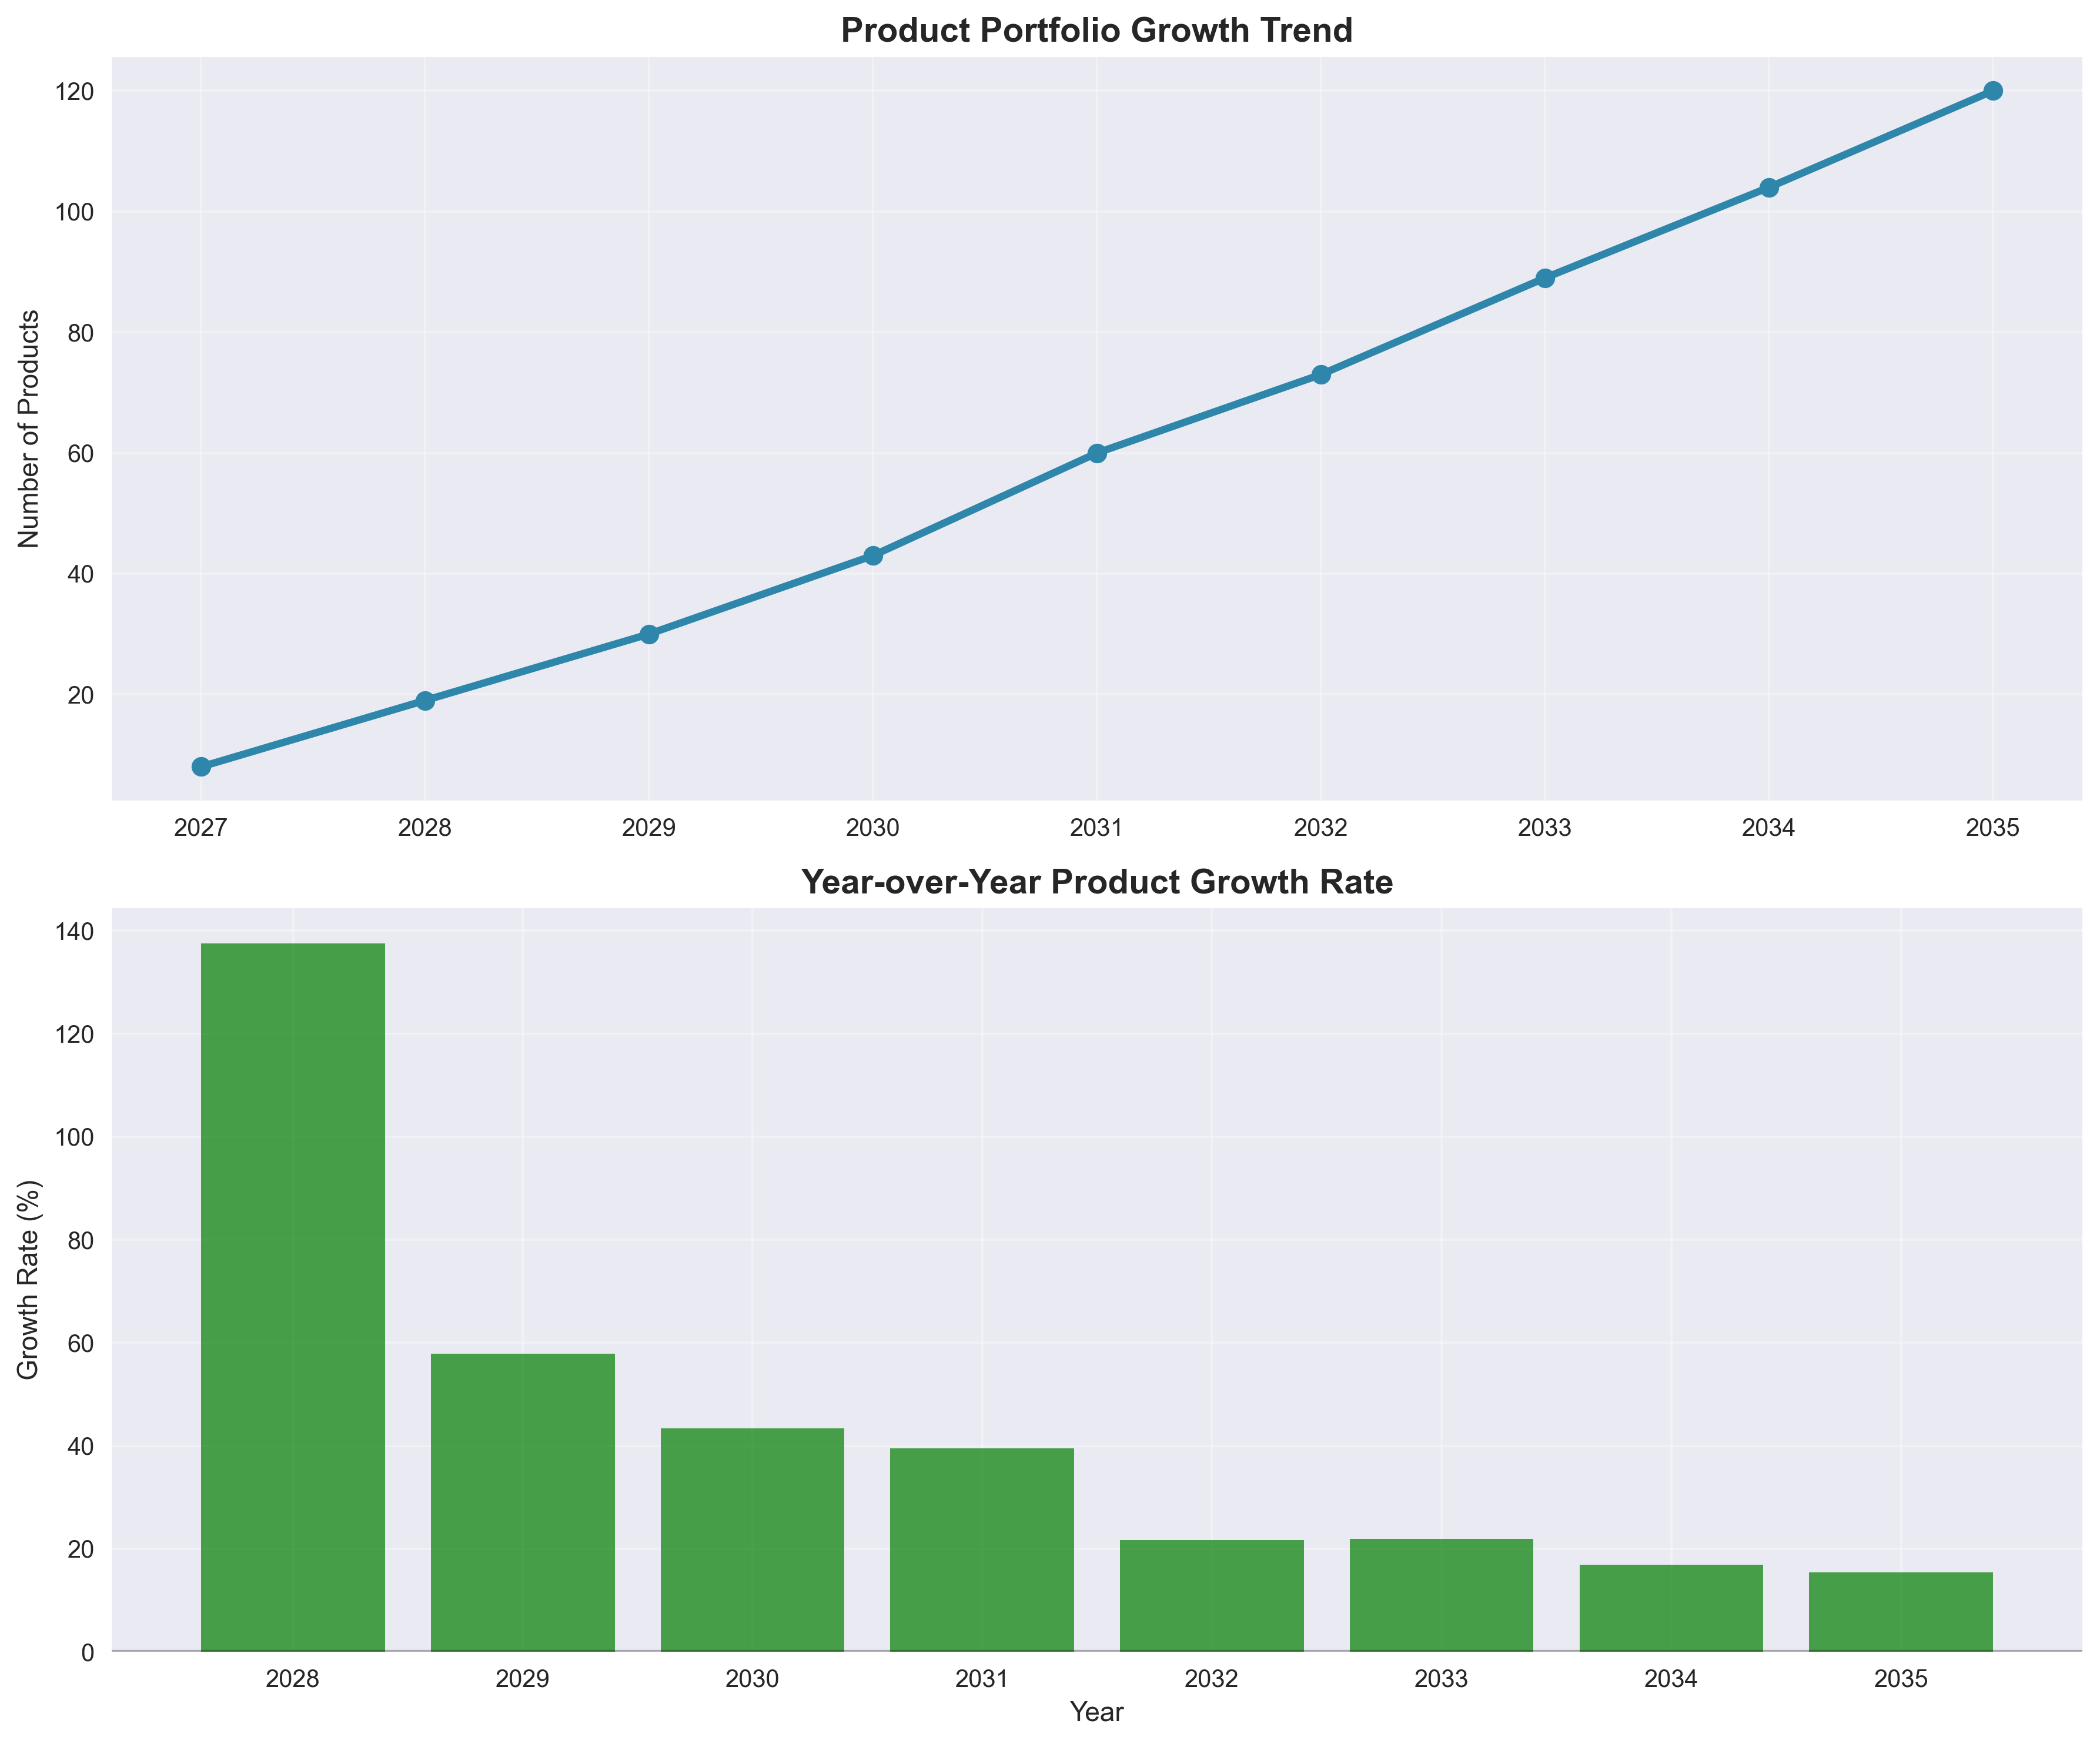 Product Portfolio Growth Trend
Number of Products
120
100
80
60
40
20
2027 2028 2029 2030 2031 2032 2033 2034 2035
Year-over-Year Product Growth Rate
Growth Rate (%)
140
120
100
80
60
40
20
0
2028 2029 2030 2031 2032 2033 2034 2035
Year